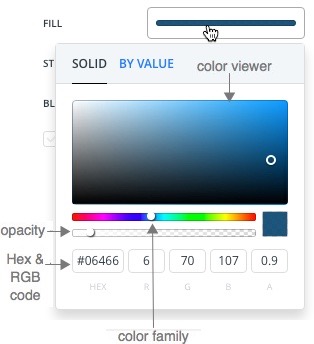 FILL
ST
SOLID BY VALUE
color viewer
BL
opacity
Hex &
RGB
code
#06466 6 70 107 0.9
HEX R G B A
color family